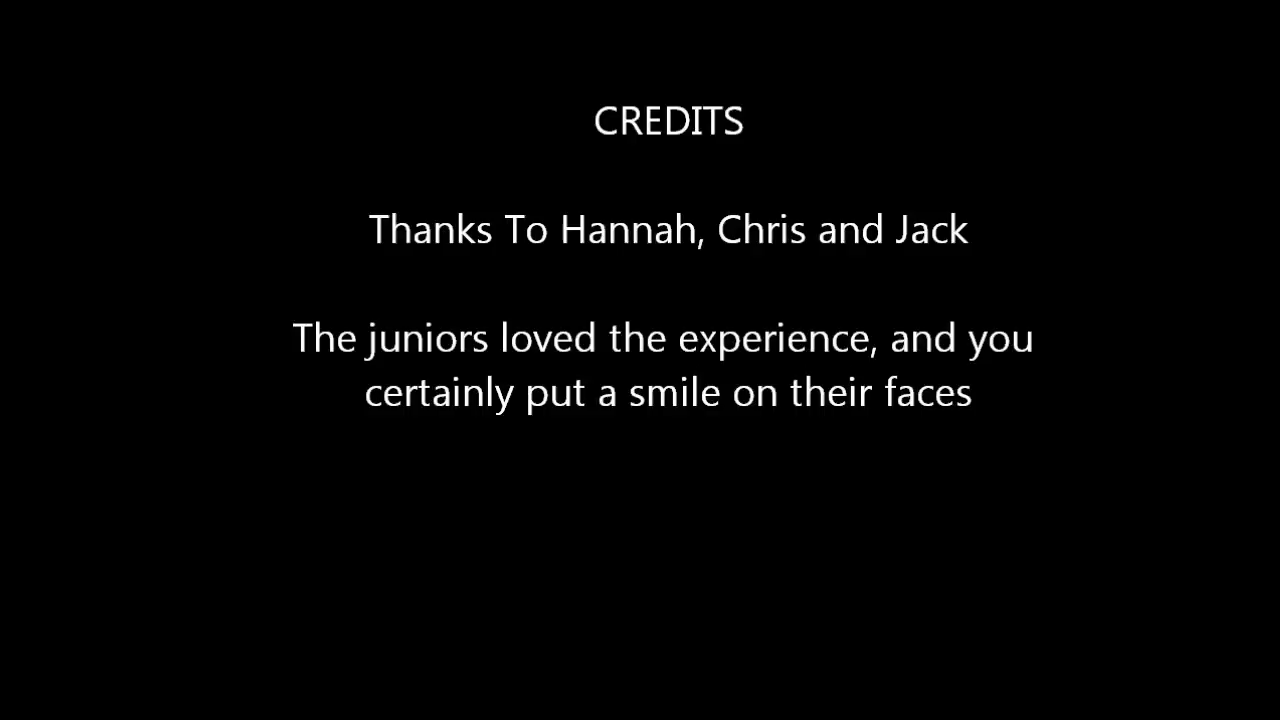 CREDITS
Thanks To Hannah, Chris and Jack
The juniors loved the experience, and you
certainly put a smile on their faces